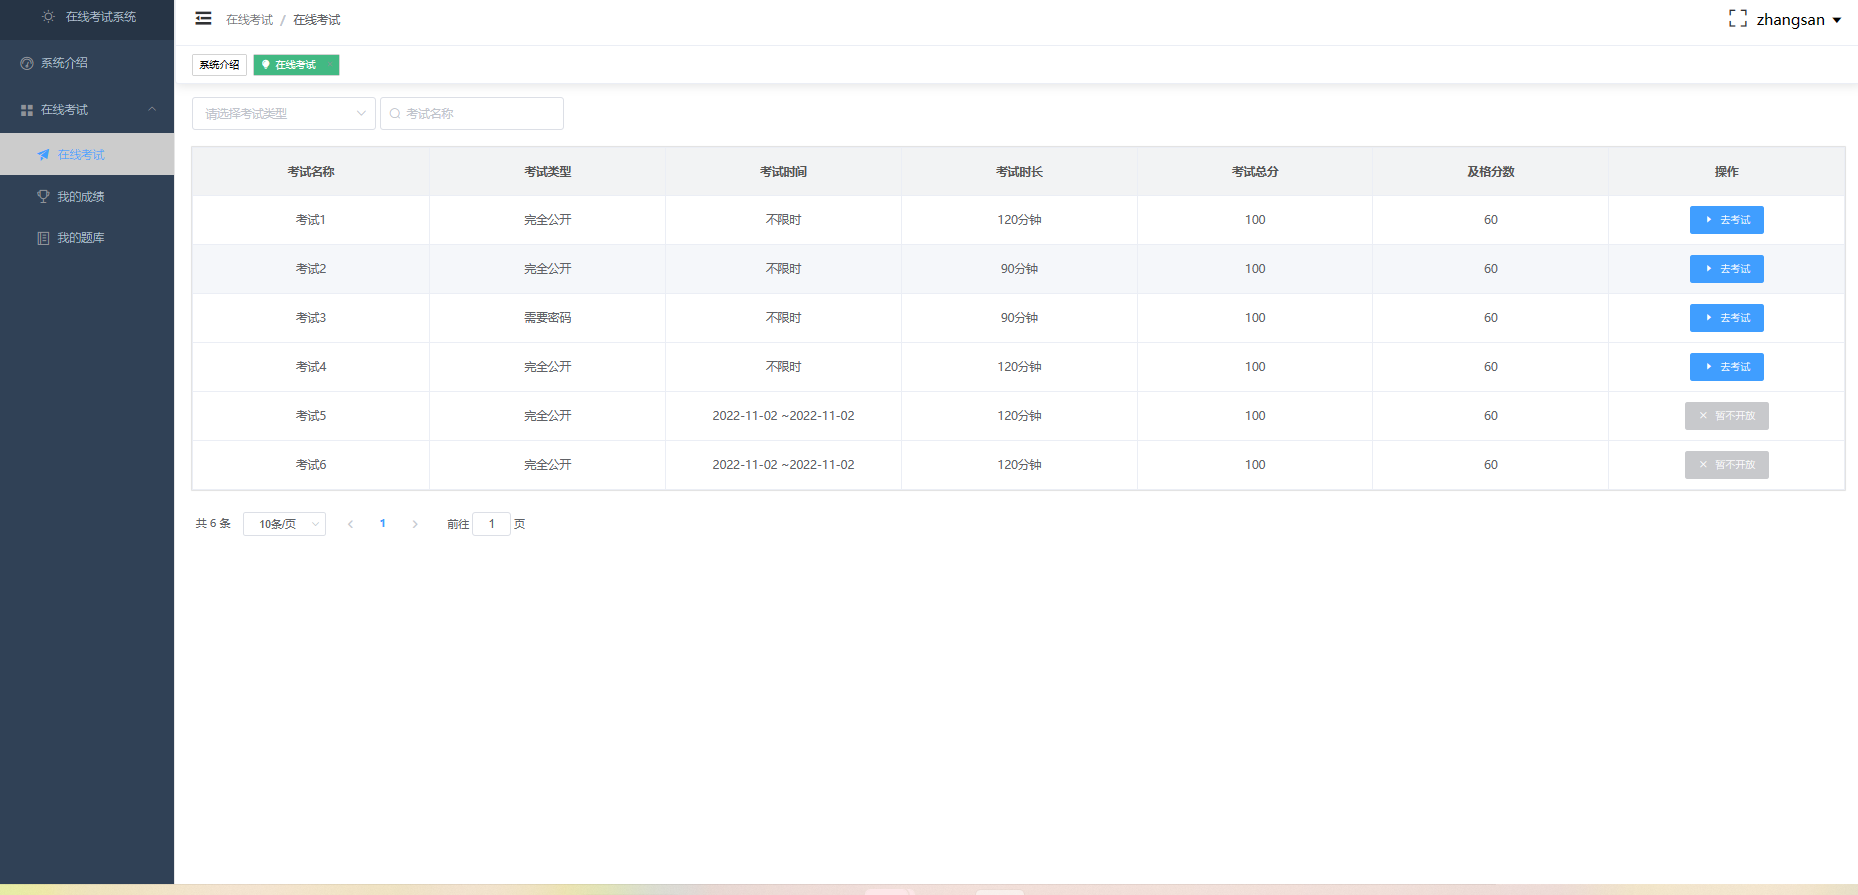 在线考试系统
系统介绍
在线考试
在线考试
我的成绩
我的题库
在线考试 / 在线考试
zhangsan
系统介绍 在线考试
请选择考试类型 考试名称
考试名称 考试类型 考试时间 考试时长 考试总分 及格分数 操作
考试1 完全公开 不限时 120分钟 100 60 去考试
考试2 完全公开 不限时 90分钟 100 60 去考试
考试3 需要密码 不限时 90分钟 100 60 去考试
考试4 完全公开 不限时 120分钟 100 60 去考试
考试5 完全公开 2022-11-02 ~2022-11-02 120分钟 100 60 暂不开放
考试6 完全公开 2022-11-02 ~2022-11-02 120分钟 100 60 暂不开放
共 6 条 10条/页 1 前往 1 页